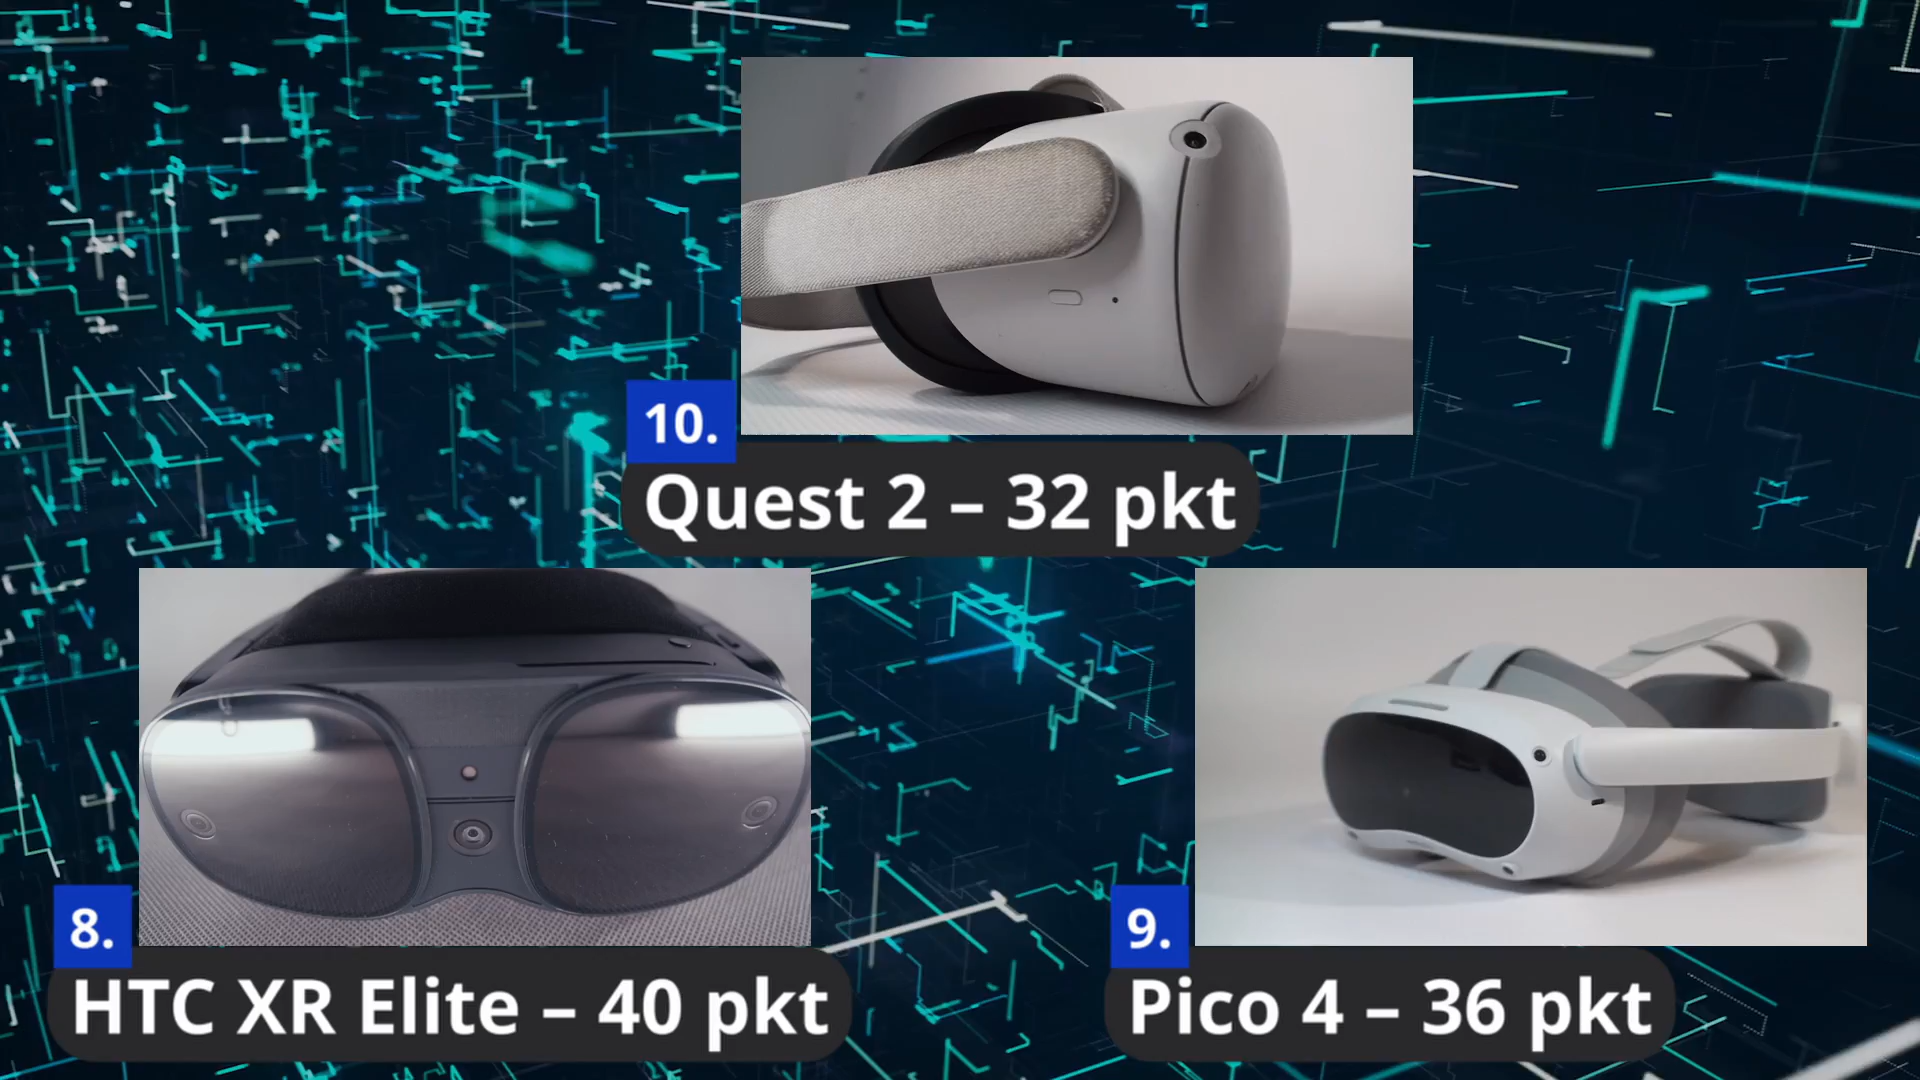 10.
Quest 2 – 32 pkt
8.
HTC XR Elite – 40 pkt
9.
Pico 4 – 36 pkt